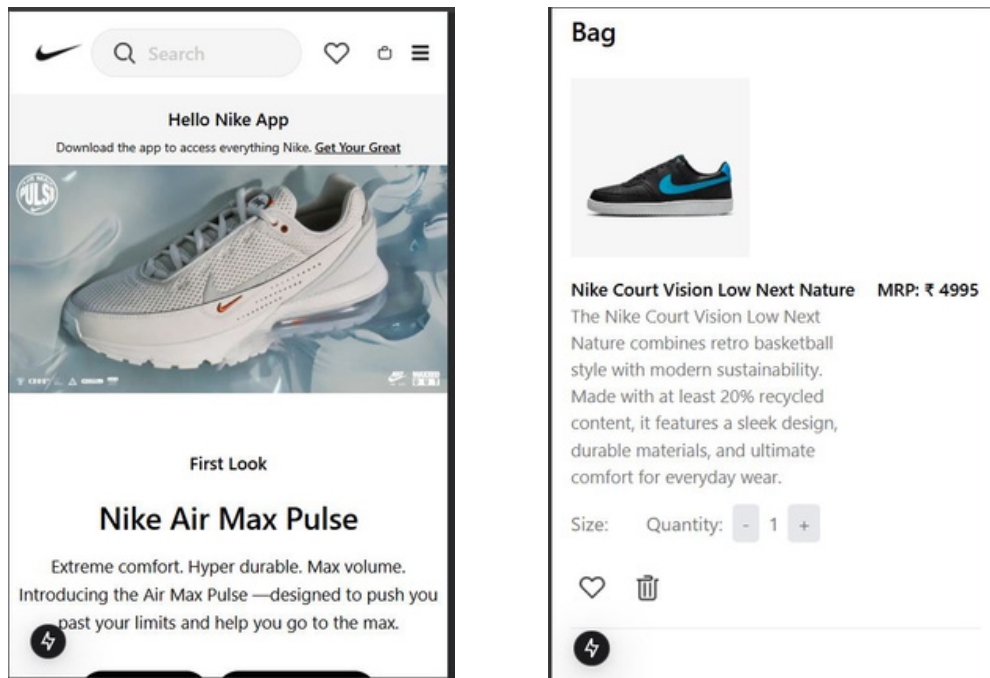 Search
Hello Nike App
Download the app to access everything Nike. Get Your Great
PULSE
First Look
Nike Air Max Pulse
Extreme comfort. Hyper durable. Max volume.
Introducing the Air Max Pulse —designed to push you
past your limits and help you go to the max.
Bag
Nike Court Vision Low Next Nature MRP: ₹ 4995
The Nike Court Vision Low Next
Nature combines retro basketball
style with modern sustainability.
Made with at least 20% recycled
content, it features a sleek design,
durable materials, and ultimate
comfort for everyday wear.
Size: Quantity: - 1 +